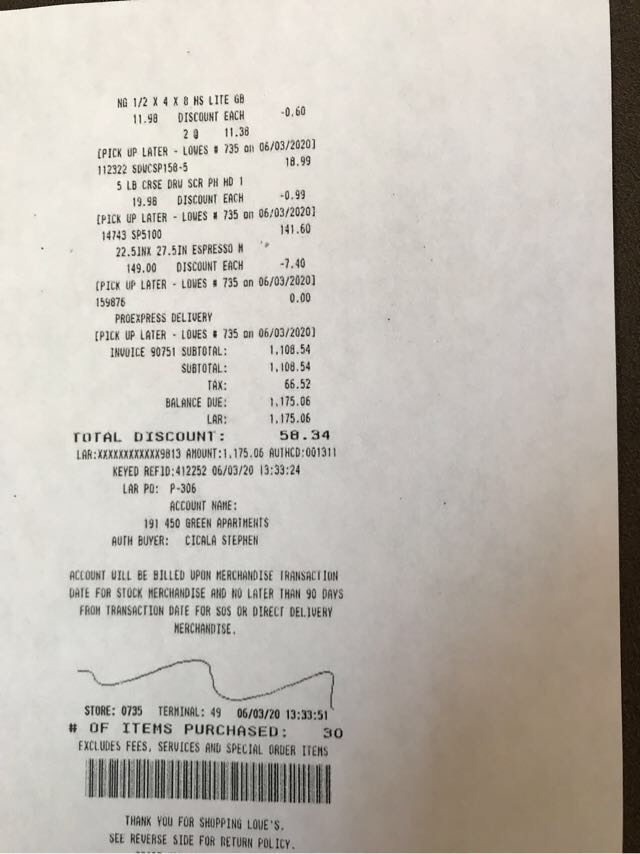 NG 1/2 X 4 X 8 HS LITE GB
11.98 DISCOUNT EACH -0.60
2 @ 11.38
[PICK UP LATER - LOWES # 735 on 06/03/2020]
112322 SDWCSP158-5 18.99
5 LB CRSE DRW SCR PH HD 1
19.98 DISCOUNT EACH -0.99
[PICK UP LATER - LOWES # 735 on 06/03/2020]
14743 SP5100 141.60
22.5INX 27.5IN ESPRESSO M
149.00 DISCOUNT EACH -7.40
[PICK UP LATER - LOWES # 735 on 06/03/2020]
159876 0.00
PROEXPRESS DELIVERY
[PICK UP LATER - LOWES # 735 on 06/03/2020]
INVOICE 90751 SUBTOTAL: 1,108.54
SUBTOTAL: 1,108.54
TAX: 66.52
BALANCE DUE: 1,175.06
LAR: 1,175.06
TOTAL DISCOUNT: 58.34
LAR:XXXXXXXXXXXX9813 AMOUNT:1,175.06 AUTHCD:001311
KEYED REFID:412252 06/03/20 13:33:24
LAR PO: P-306
ACCOUNT NAME:
191 450 GREEN APARTMENTS
AUTH BUYER: CICALA STEPHEN
ACCOUNT WILL BE BILLED UPON MERCHANDISE TRANSACTION
DATE FOR STOCK MERCHANDISE AND NO LATER THAN 90 DAYS
FROM TRANSACTION DATE FOR SOS OR DIRECT DELIVERY
MERCHANDISE.
STORE: 0735 TERMINAL: 49 06/03/20 13:33:51
# OF ITEMS PURCHASED: 30
EXCLUDES FEES, SERVICES AND SPECIAL ORDER ITEMS
THANK YOU FOR SHOPPING LOWE'S.
SEE REVERSE SIDE FOR RETURN POLICY.